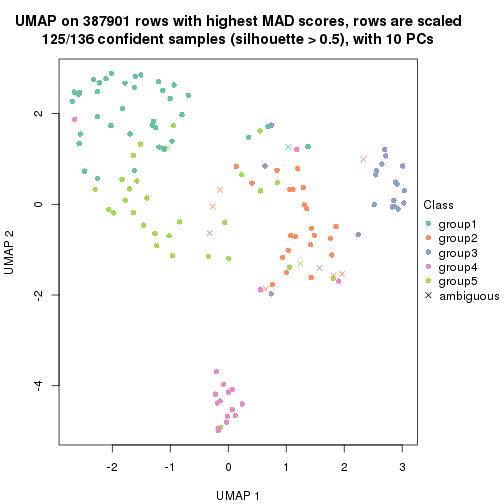 UMAP on 387901 rows with highest MAD scores, rows are scaled
125/136 confident samples (silhouette > 0.5), with 10 PCs
2
0
-2
-4
UMAP 2
-2
-1
0
1
2
3
UMAP 1
Class
group1
group2
group3
group4
group5
ambiguous